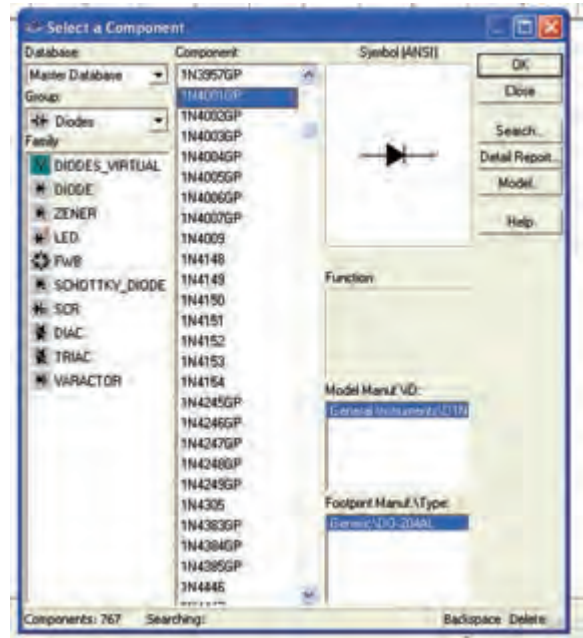 Select a Component
Database:
Master Database
Group:
Diodes
Family
DIODES_VIRTUAL
DIODE
ZENER
LED
FWB
SCHOTTKY_DIODE
SCR
DIAC
TRIAC
VARACTOR
Component:
1N3957GP
1N4001GP
1N4002GP
1N4003GP
1N4004GP
1N4005GP
1N4006GP
1N4007GP
1N4009
1N4148
1N4149
1N4150
1N4151
1N4152
1N4153
1N4154
1N4245GP
1N4246GP
1N4247GP
1N4248GP
1N4249GP
1N4305
1N4383GP
1N4384GP
1N4385GP
1N4446
Symbol (ANSI)
Function:
Model Manuf.\ID:
General Instruments\D1N
Footprint Manuf.\Type:
Generic\DO-204AL
OK
Close
Search...
Detail Report...
Model...
Help
Components: 767 Searching:
Backspace Delete